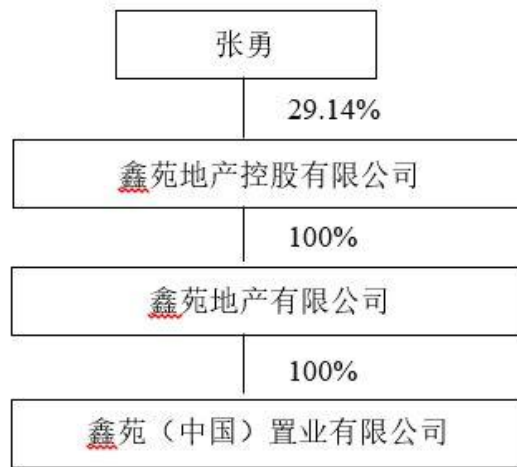 张勇
29.14%
鑫苑地产控股有限公司
100%
鑫苑地产有限公司
100%
鑫苑（中国）置业有限公司